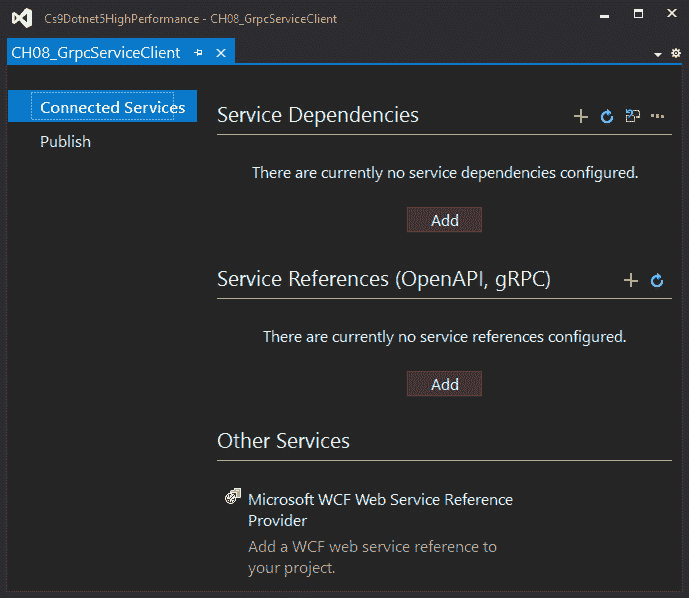 Cs9Dotnet5HighPerformance - CH08_GrpcServiceClient
CH08_GrpcServiceClient
Connected Services
Publish
Service Dependencies
There are currently no service dependencies configured.
Add
Service References (OpenAPI, gRPC)
There are currently no service references configured.
Add
Other Services
Microsoft WCF Web Service Reference
Provider
Add a WCF web service reference to
your project.